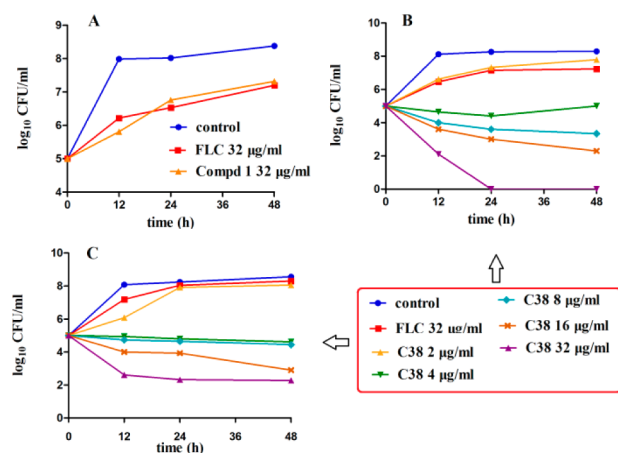 A
log₁₀ CFU/ml
9
8
7
6
5
4
0 12 24 36 48
time (h)
control
FLC 32 μg/ml
Compd 1 32 μg/ml
B
log₁₀ CFU/ml
10
8
6
4
2
0
0 12 24 36 48
time (h)
C
log₁₀ CFU/ml
10
8
6
4
2
0
0 12 24 36 48
time (h)
control
FLC 32 μg/ml
C38 2 μg/ml
C38 4 μg/ml
C38 8 μg/ml
C38 16 μg/ml
C38 32 μg/ml